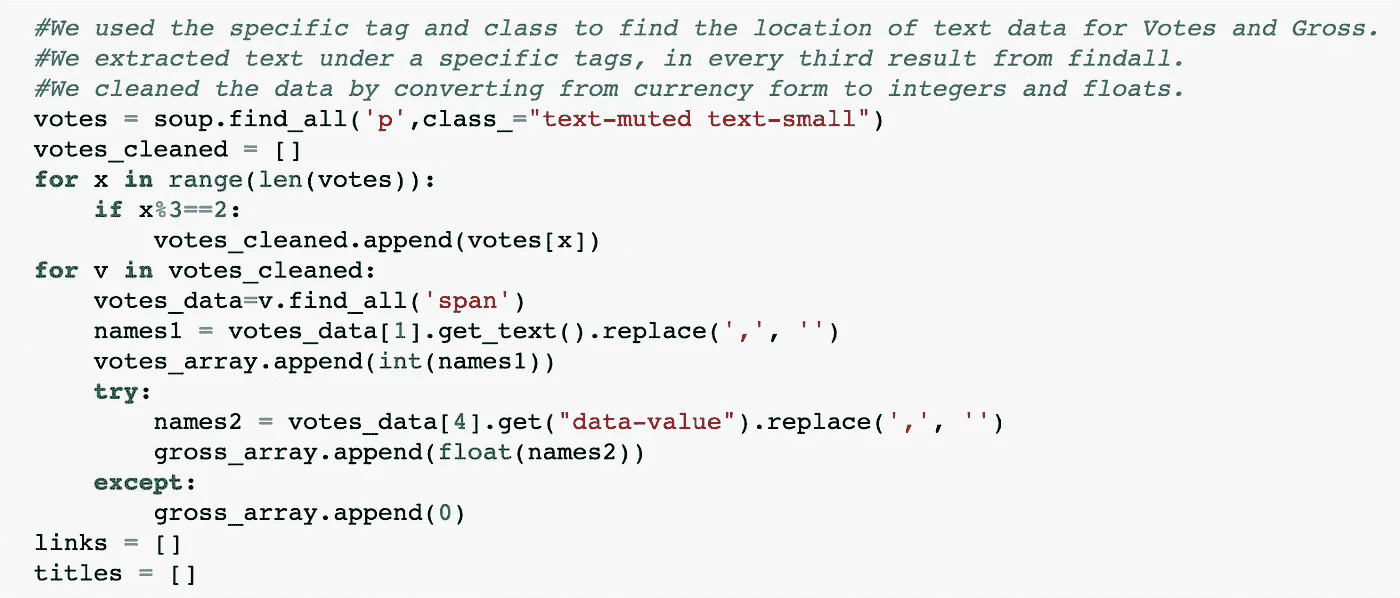 #We used the specific tag and class to find the location of text data for Votes and Gross.
#We extracted text under a specific tags, in every third result from findall.
#We cleaned the data by converting from currency form to integers and floats.
votes = soup.find_all('p',class_="text-muted text-small")
votes_cleaned = []
for x in range(len(votes)):
    if x%3==2:
        votes_cleaned.append(votes[x])
for v in votes_cleaned:
    votes_data=v.find_all('span')
    names1 = votes_data[1].get_text().replace(',', '')
    votes_array.append(int(names1))
    try:
        names2 = votes_data[4].get("data-value").replace(',', '')
        gross_array.append(float(names2))
    except:
        gross_array.append(0)
links = []
titles = []